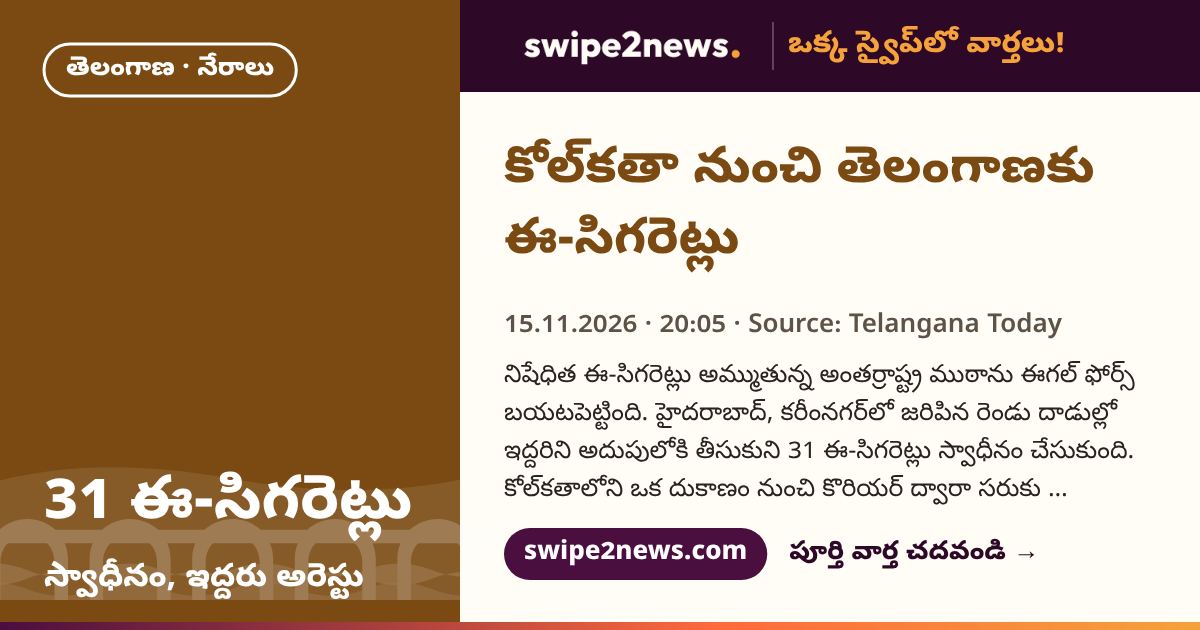 తెలంగాణ · నేరాలు
31 ఈ-సిగరెట్లు
స్వాధీనం, ఇద్దరు అరెస్టు
swipe2news.
ఒక్క స్వైప్‌లో వార్తలు!
కోల్‌కతా నుంచి తెలంగాణకు
ఈ-సిగరెట్లు
15.11.2026 · 20:05 · Source: Telangana Today
నిషేధిత ఈ-సిగరెట్లు అమ్ముతున్న అంతర్రాష్ట్ర ముఠాను ఈగల్ ఫోర్స్
బయటపెట్టింది. హైదరాబాద్, కరీంనగర్‌లో జరిపిన రెండు దాడుల్లో
ఇద్దరిని అదుపులోకి తీసుకుని 31 ఈ-సిగరెట్లు స్వాధీనం చేసుకుంది.
కోల్‌కతాలోని ఒక దుకాణం నుంచి కొరియర్ ద్వారా సరుకు ...
swipe2news.com
పూర్తి వార్త చదవండి →